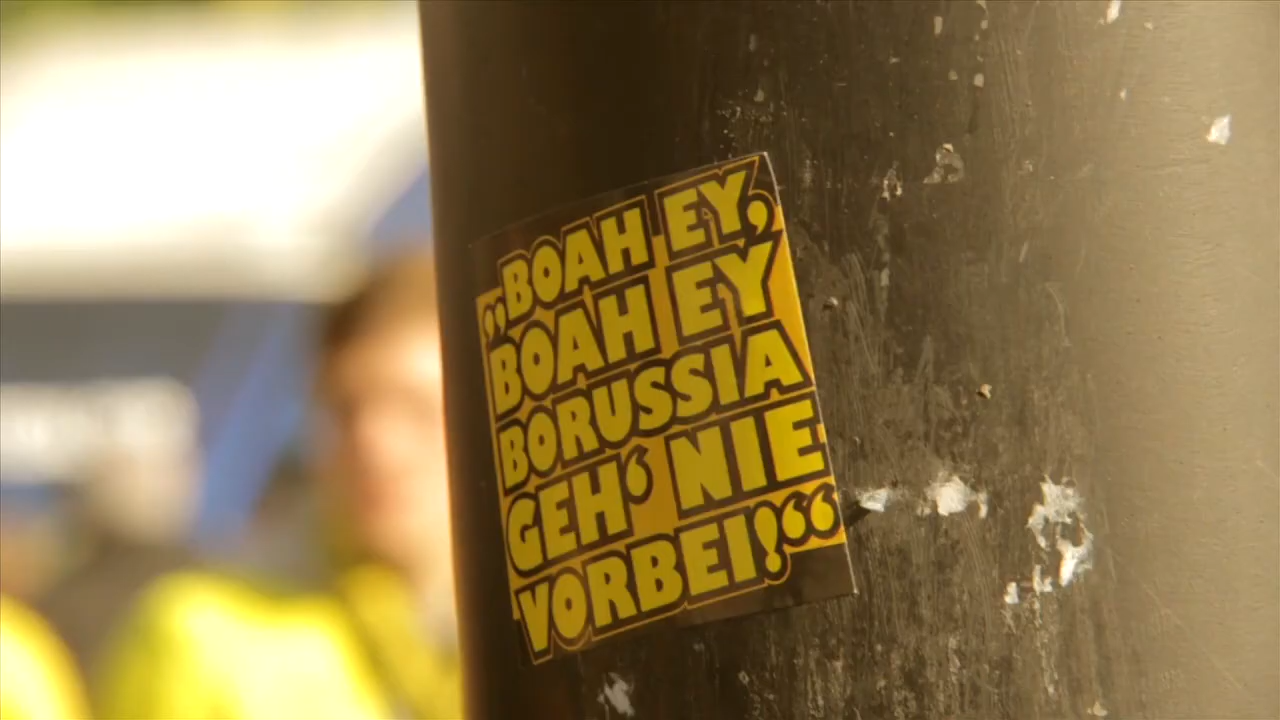 „BOAH EY,
BOAH EY
BORUSSIA
GEH‘ NIE
VORBEI!“